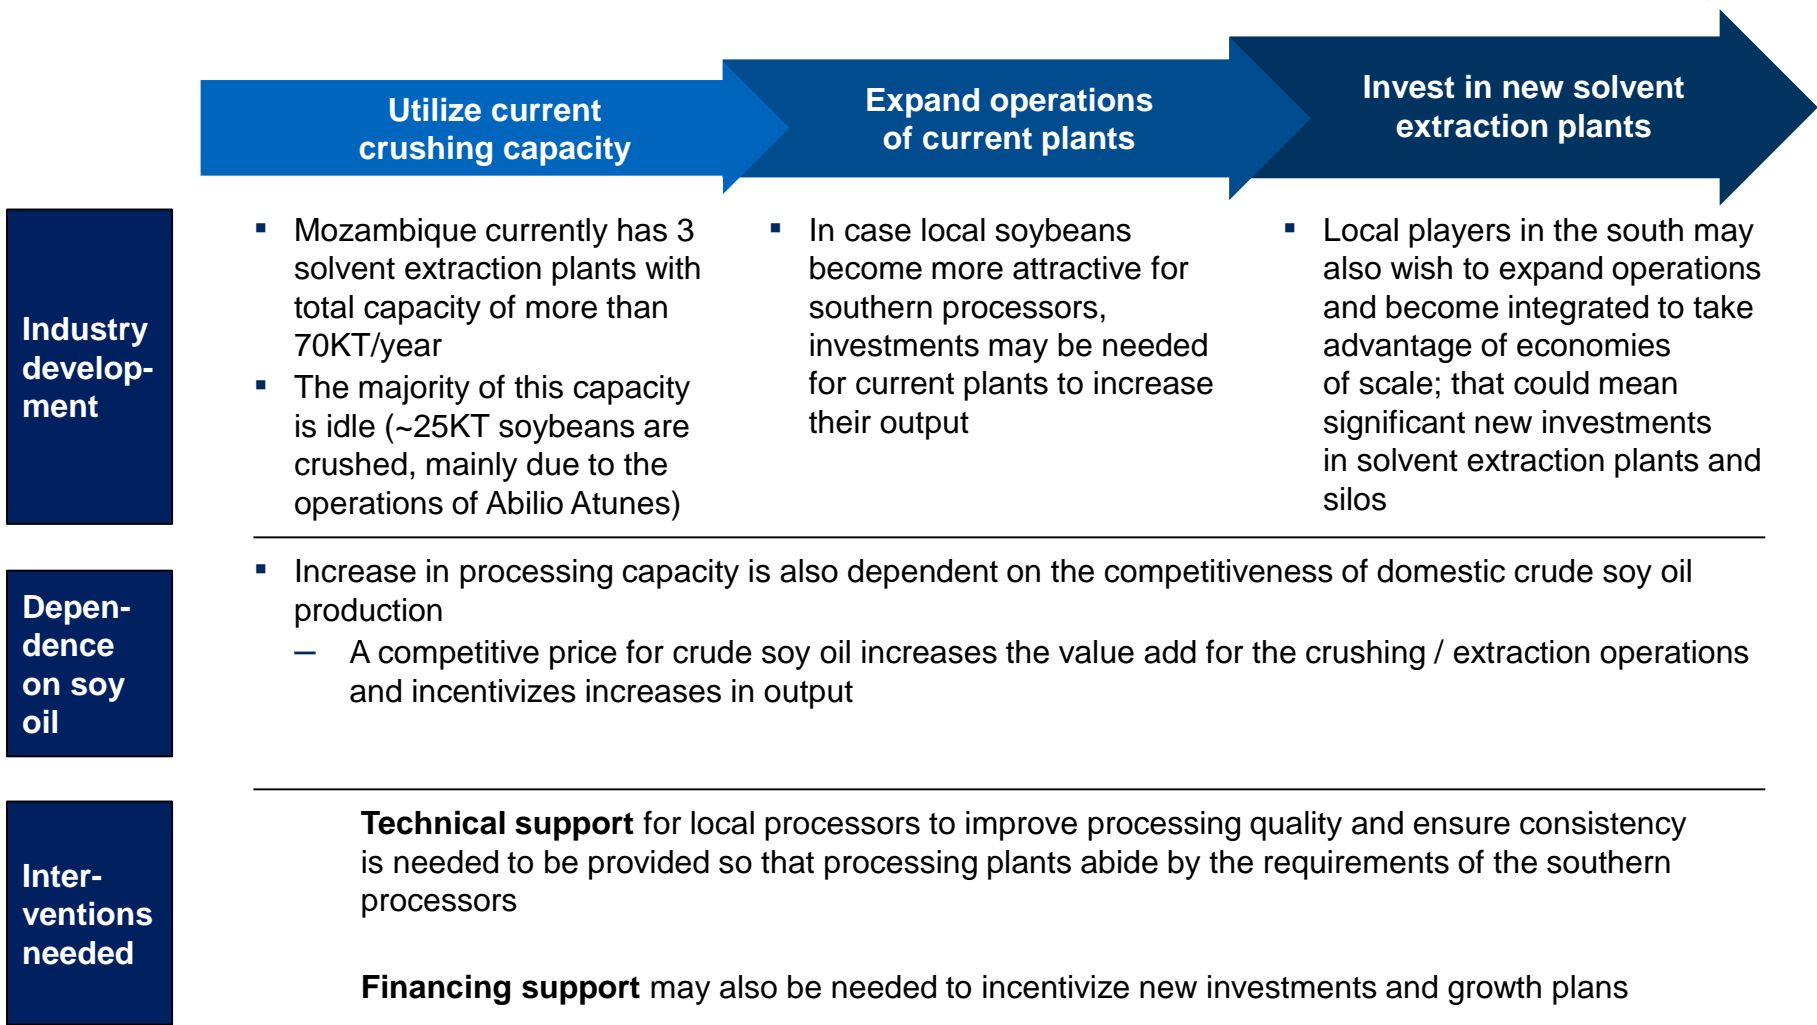 Utilize current
crushing capacity
Expand operations
of current plants
Invest in new solvent
extraction plants
Industry
develop-
ment
▪ Mozambique currently has 3
solvent extraction plants with
total capacity of more than
70KT/year
▪ The majority of this capacity
is idle (~25KT soybeans are
crushed, mainly due to the
operations of Abilio Atunes)
▪ In case local soybeans
become more attractive for
southern processors,
investments may be needed
for current plants to increase
their output
▪ Local players in the south may
also wish to expand operations
and become integrated to take
advantage of economies
of scale; that could mean
significant new investments
in solvent extraction plants and
silos
Depen-
dence
on soy
oil
▪ Increase in processing capacity is also dependent on the competitiveness of domestic crude soy oil
production
– A competitive price for crude soy oil increases the value add for the crushing / extraction operations
and incentivizes increases in output
Inter-
ventions
needed
Technical support for local processors to improve processing quality and ensure consistency
is needed to be provided so that processing plants abide by the requirements of the southern
processors
Financing support may also be needed to incentivize new investments and growth plans